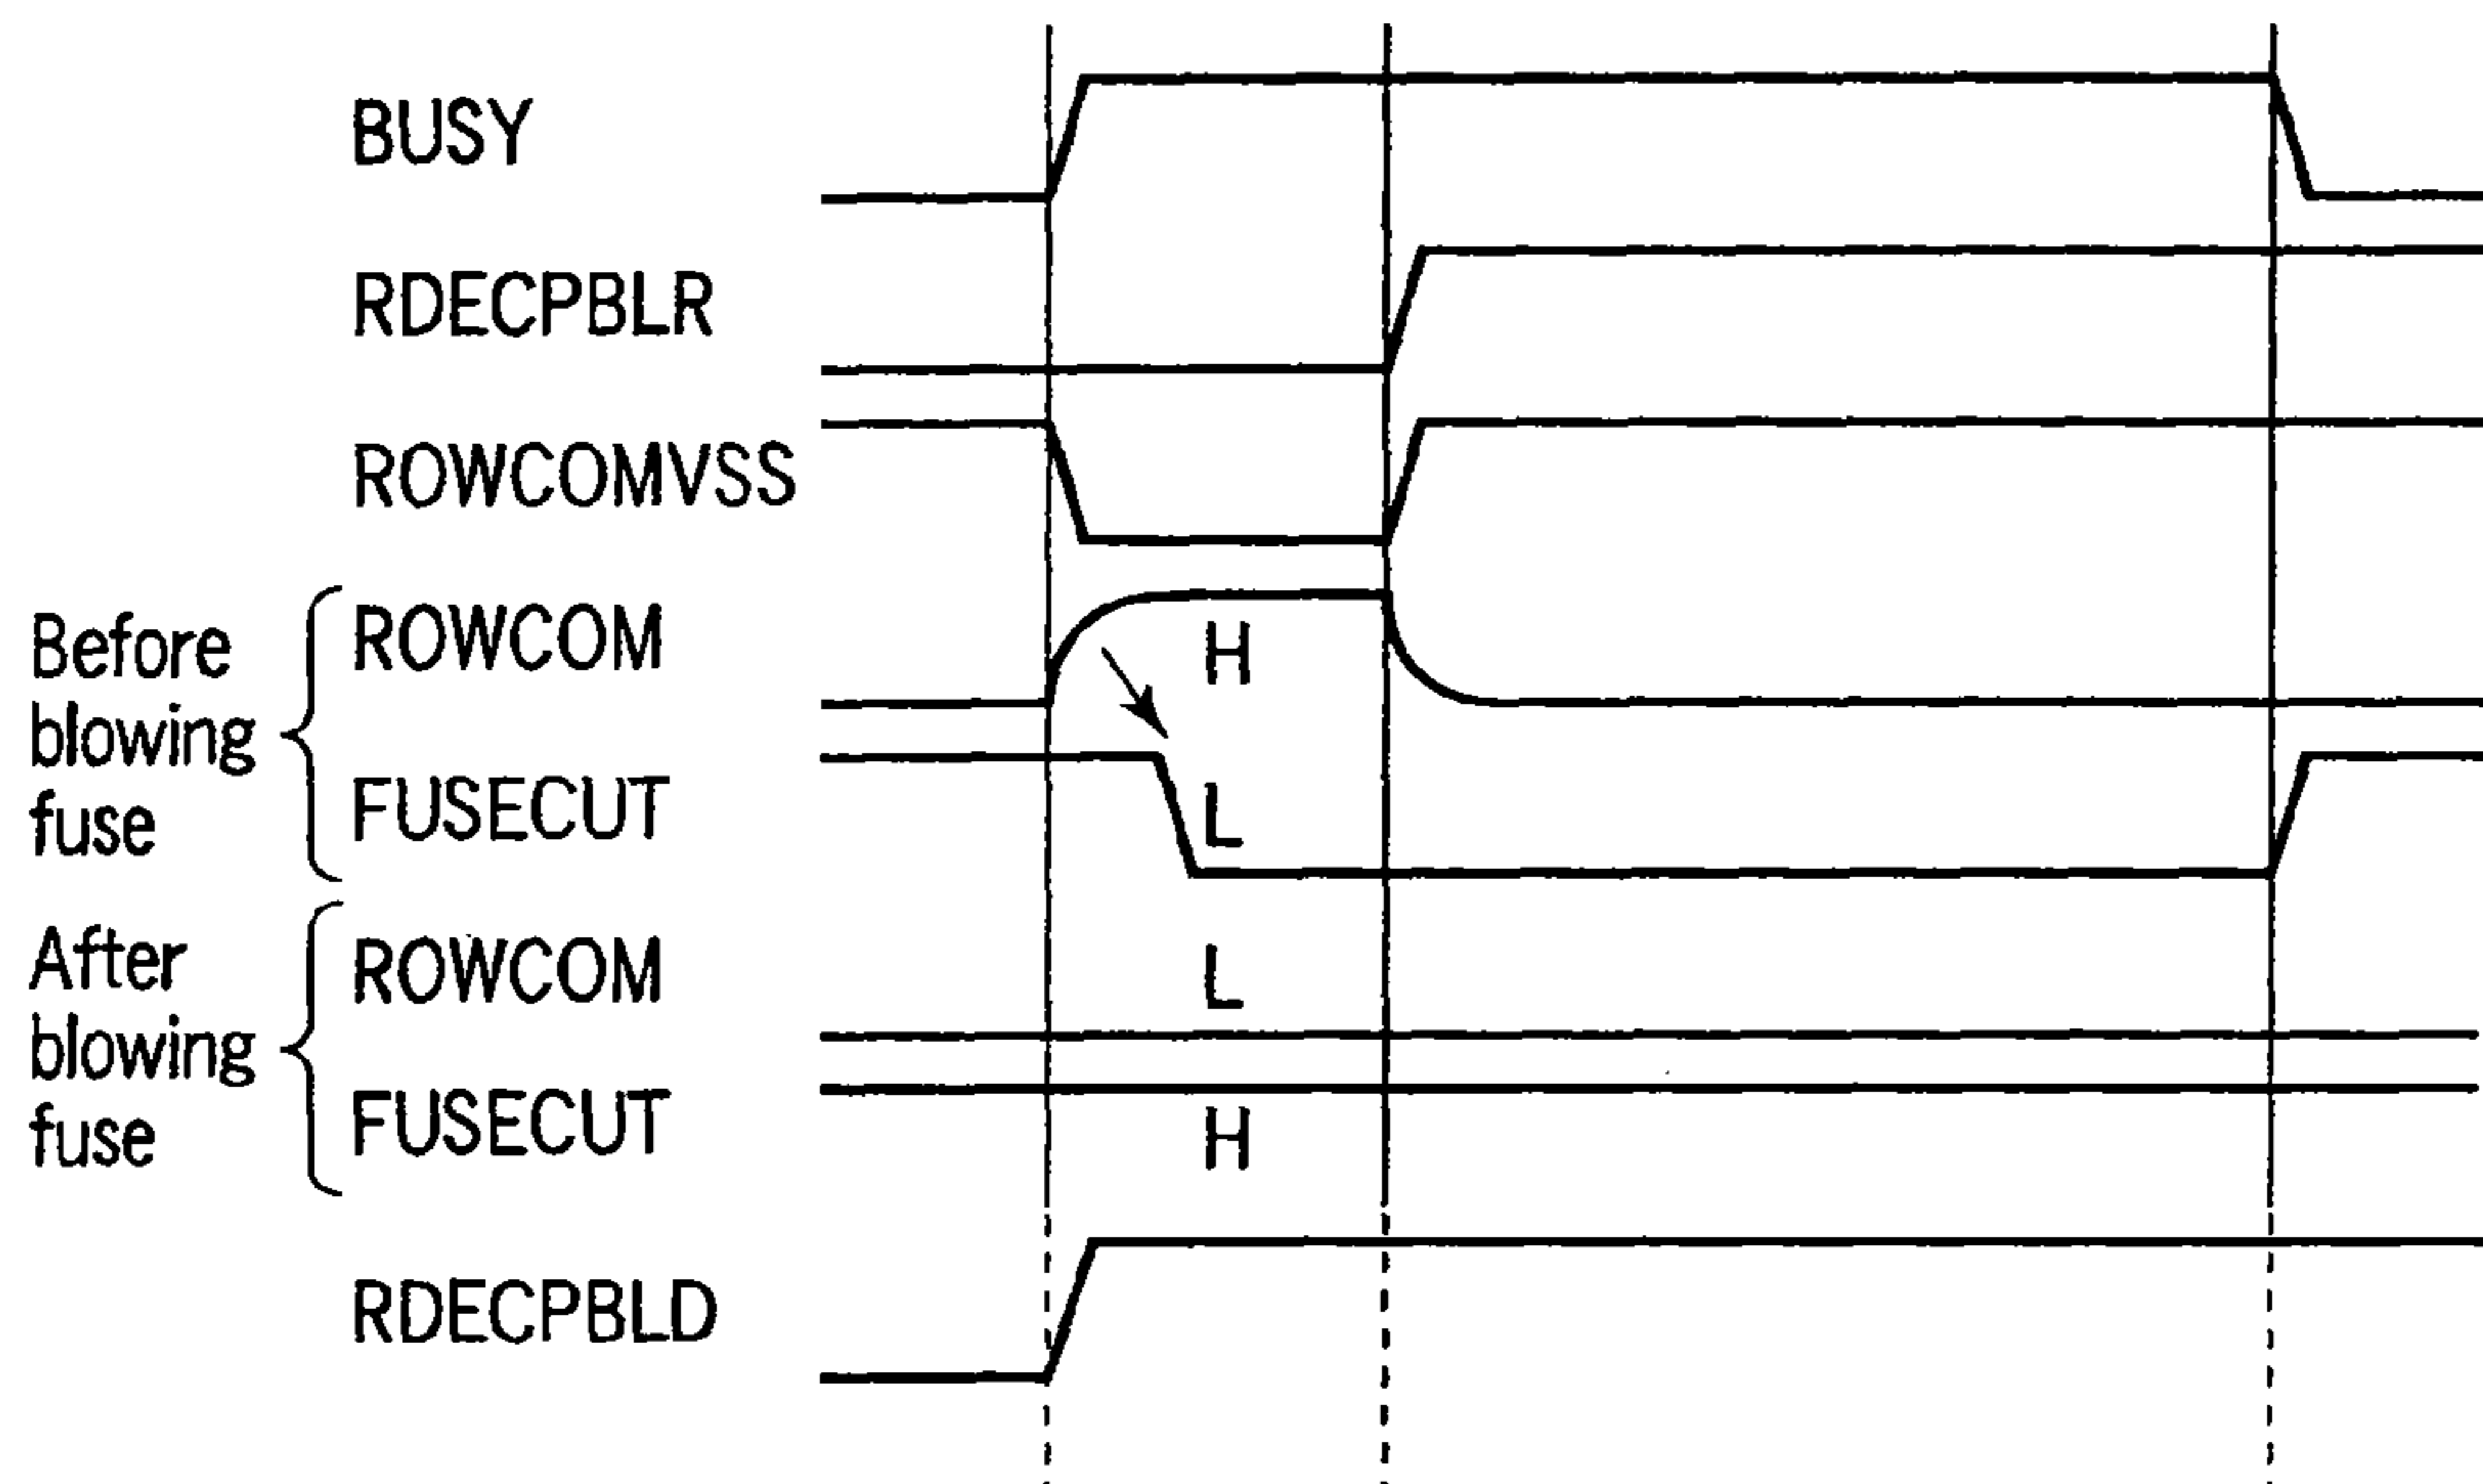 BUSY
RDECPBLR
ROWCOMVSS
Before
blowing
fuse
ROWCOM
H
FUSECUT
L
After
blowing
fuse
ROWCOM
L
FUSECUT
H
RDECPBLD